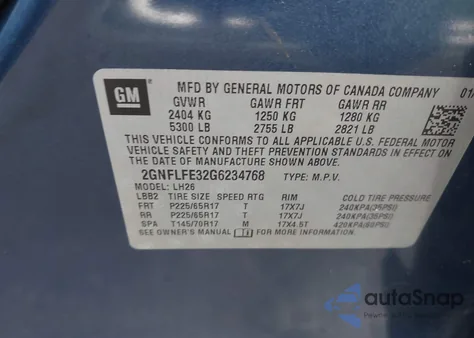 GM
MFD BY GENERAL MOTORS OF CANADA COMPANY 01/
GVWR GAWR FRT GAWR RR
2404 KG 1250 KG 1280 KG
5300 LB 2755 LB 2821 LB
THIS VEHICLE CONFORMS TO ALL APPLICABLE U.S. FEDERAL MOTOR
VEHICLE SAFETY AND THEFT PREVENTION STANDARDS IN EFFECT ON THE
DATE OF MANUFACTURE SHOWN ABOVE.
2GNFLFE32G6234768 TYPE: M.P.V.
MODEL: LH26
LBB2 TIRE SIZE SPEED RTG RIM
FRT P225/65R17 T 17X7J 240KPA(35PSI)
RR P225/65R17 T 17X7J 240KPA(35PSI)
SPA T145/70R17 M 17X4.5T 420KPA(60PSI)
SEE OWNER'S MANUAL FOR MORE INFORMATION.
autoSnap